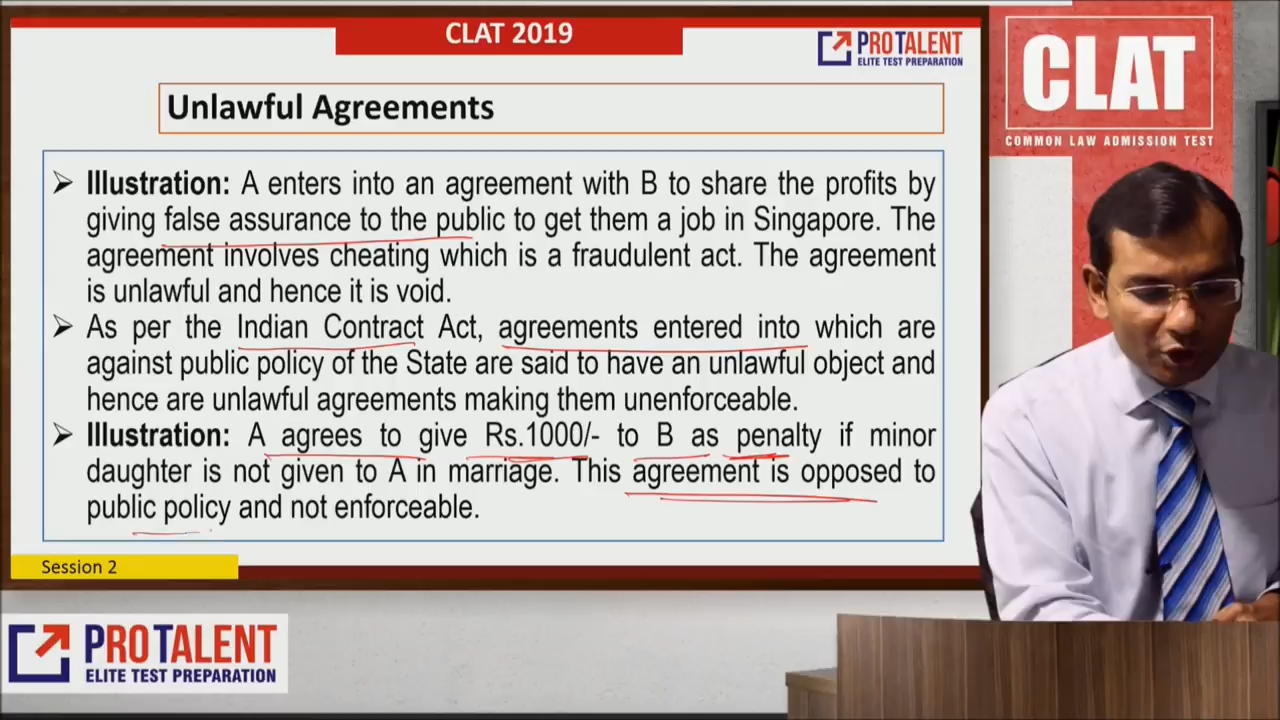 CLAT 2019
PROTALENT
ELITE TEST PREPARATION
CLAT
COMMON LAW ADMISSION TEST
Unlawful Agreements
➢ Illustration: A enters into an agreement with B to share the profits by
giving false assurance to the public to get them a job in Singapore. The
agreement involves cheating which is a fraudulent act. The agreement
is unlawful and hence it is void.
➢ As per the Indian Contract Act, agreements entered into which are
against public policy of the State are said to have an unlawful object and
hence are unlawful agreements making them unenforceable.
➢ Illustration: A agrees to give Rs.1000/- to B as penalty if minor
daughter is not given to A in marriage. This agreement is opposed to
public policy and not enforceable.
Session 2
PROTALENT
ELITE TEST PREPARATION